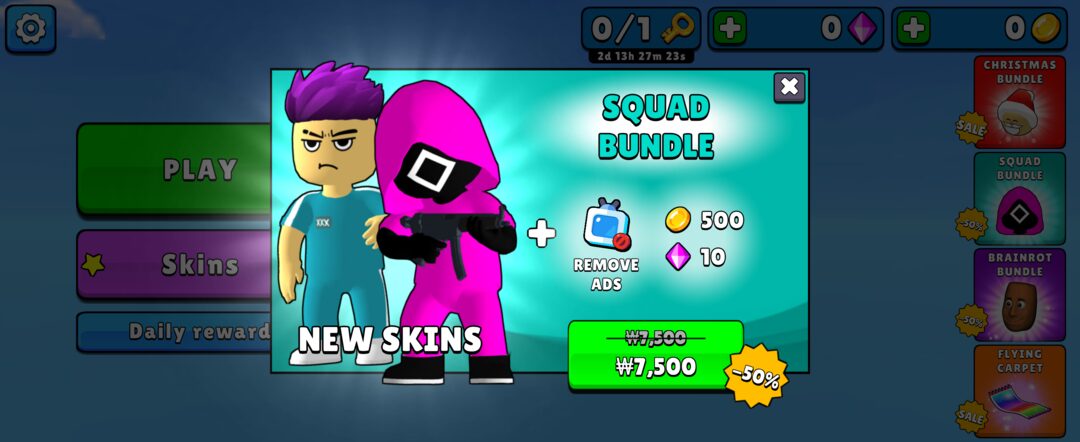 0/1
2d 13h 27m 23s
0
0
PLAY
Skins
Daily reward
SQUAD
BUNDLE
XXX
REMOVE
ADS
500
10
NEW SKINS
₩7,500
₩7,500
-50%
CHRISTMAS
BUNDLE
SALE
SQUAD
BUNDLE
-50%
BRAINROT
BUNDLE
-50%
FLYING
CARPET
SALE